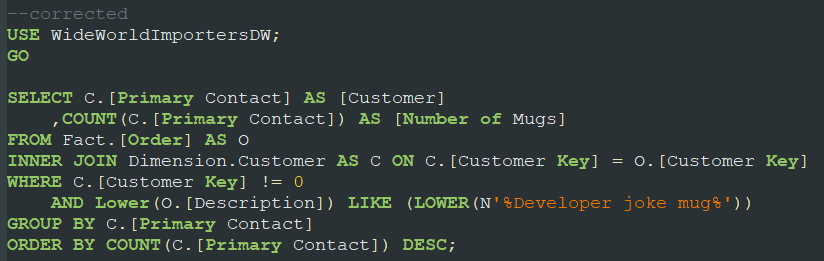 --corrected
USE WideWorldImportersDW;
GO
SELECT C.[Primary Contact] AS [Customer]
,COUNT(C.[Primary Contact]) AS [Number of Mugs]
FROM Fact.[Order] AS O
INNER JOIN Dimension.Customer AS C ON C.[Customer Key] = O.[Customer Key]
WHERE C.[Customer Key] != 0
AND Lower(O.[Description]) LIKE (LOWER(N'%Developer joke mug%'))
GROUP BY C.[Primary Contact]
ORDER BY COUNT(C.[Primary Contact]) DESC;